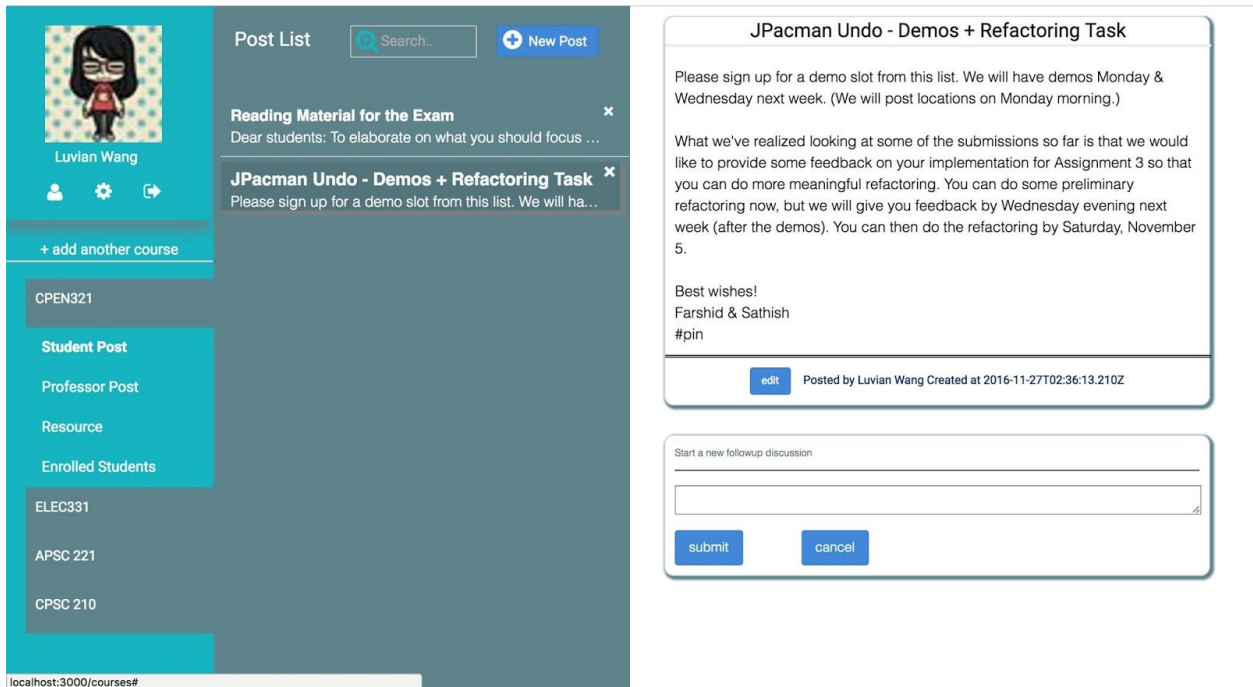 Luvian Wang
+ add another course
CPEN321
Student Post
Professor Post
Resource
Enrolled Students
ELEC331
APSC 221
CPSC 210
localhost:3000/courses#
Post List
Search..
New Post
Reading Material for the Exam
Dear students: To elaborate on what you should focus ...
JPacman Undo - Demos + Refactoring Task
Please sign up for a demo slot from this list. We will ha...
JPacman Undo - Demos + Refactoring Task
Please sign up for a demo slot from this list. We will have demos Monday &
Wednesday next week. (We will post locations on Monday morning.)
What we've realized looking at some of the submissions so far is that we would
like to provide some feedback on your implementation for Assignment 3 so that
you can do more meaningful refactoring. You can do some preliminary
refactoring now, but we will give you feedback by Wednesday evening next
week (after the demos). You can then do the refactoring by Saturday, November
5.
Best wishes!
Farshid & Sathish
#pin
edit Posted by Luvian Wang Created at 2016-11-27T02:36:13.210Z
Start a new followup discussion
submit cancel